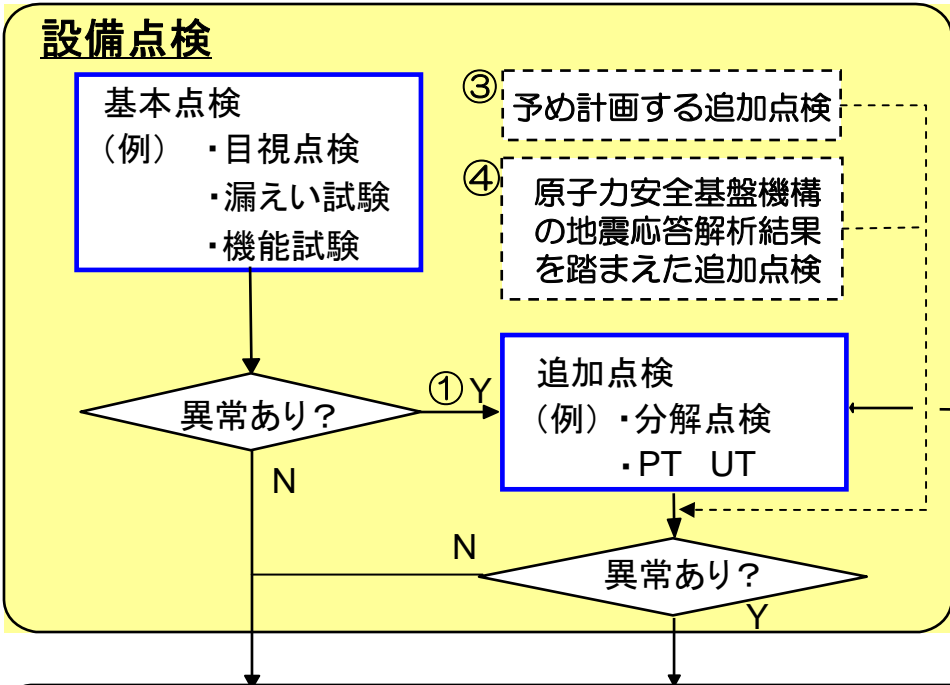 設備点検
基本点検
(例) ・目視点検
・漏えい試験
・機能試験
③ 予め計画する追加点検
④ 原子力安全基盤機構
の地震応答解析結果
を踏まえた追加点検
異常あり?
① Y
N
追加点検
(例)・分解点検
・PT UT
異常あり?
N
Y